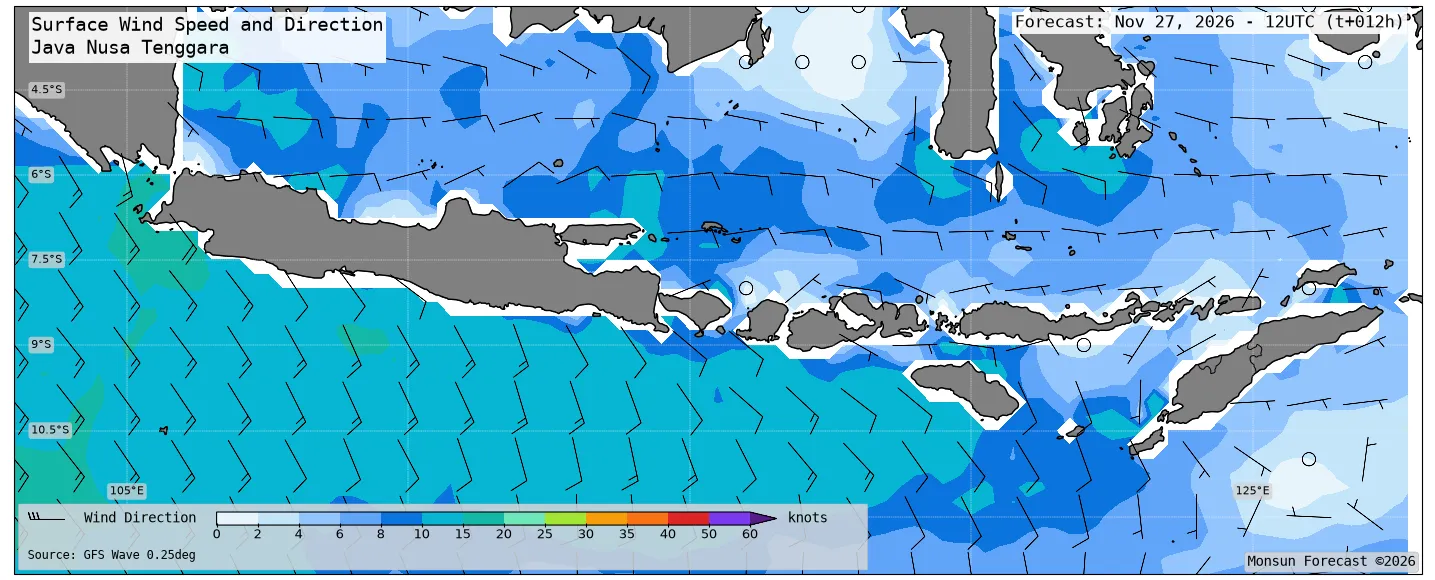 Surface Wind Speed and Direction
Java Nusa Tenggara
Forecast: Nov 27, 2026 - 12UTC (t+012h)
4.5°S
6°S
7.5°S
9°S
10.5°S
105°E
125°E
Wind Direction
0 2 4 6 8 10 15 20 25 30 35 40 50 60
knots
Source: GFS Wave 0.25deg
Monsun Forecast ©2026